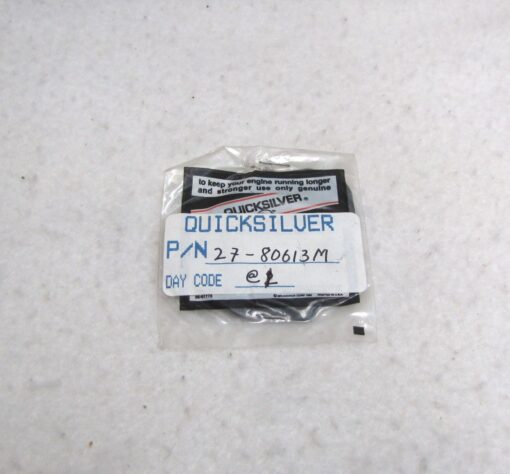 to keep your engine running longer
and stronger use only genuine
QUICKSILVER®
QUICKSILVER
P/N 27-80613M
DAY CODE @L